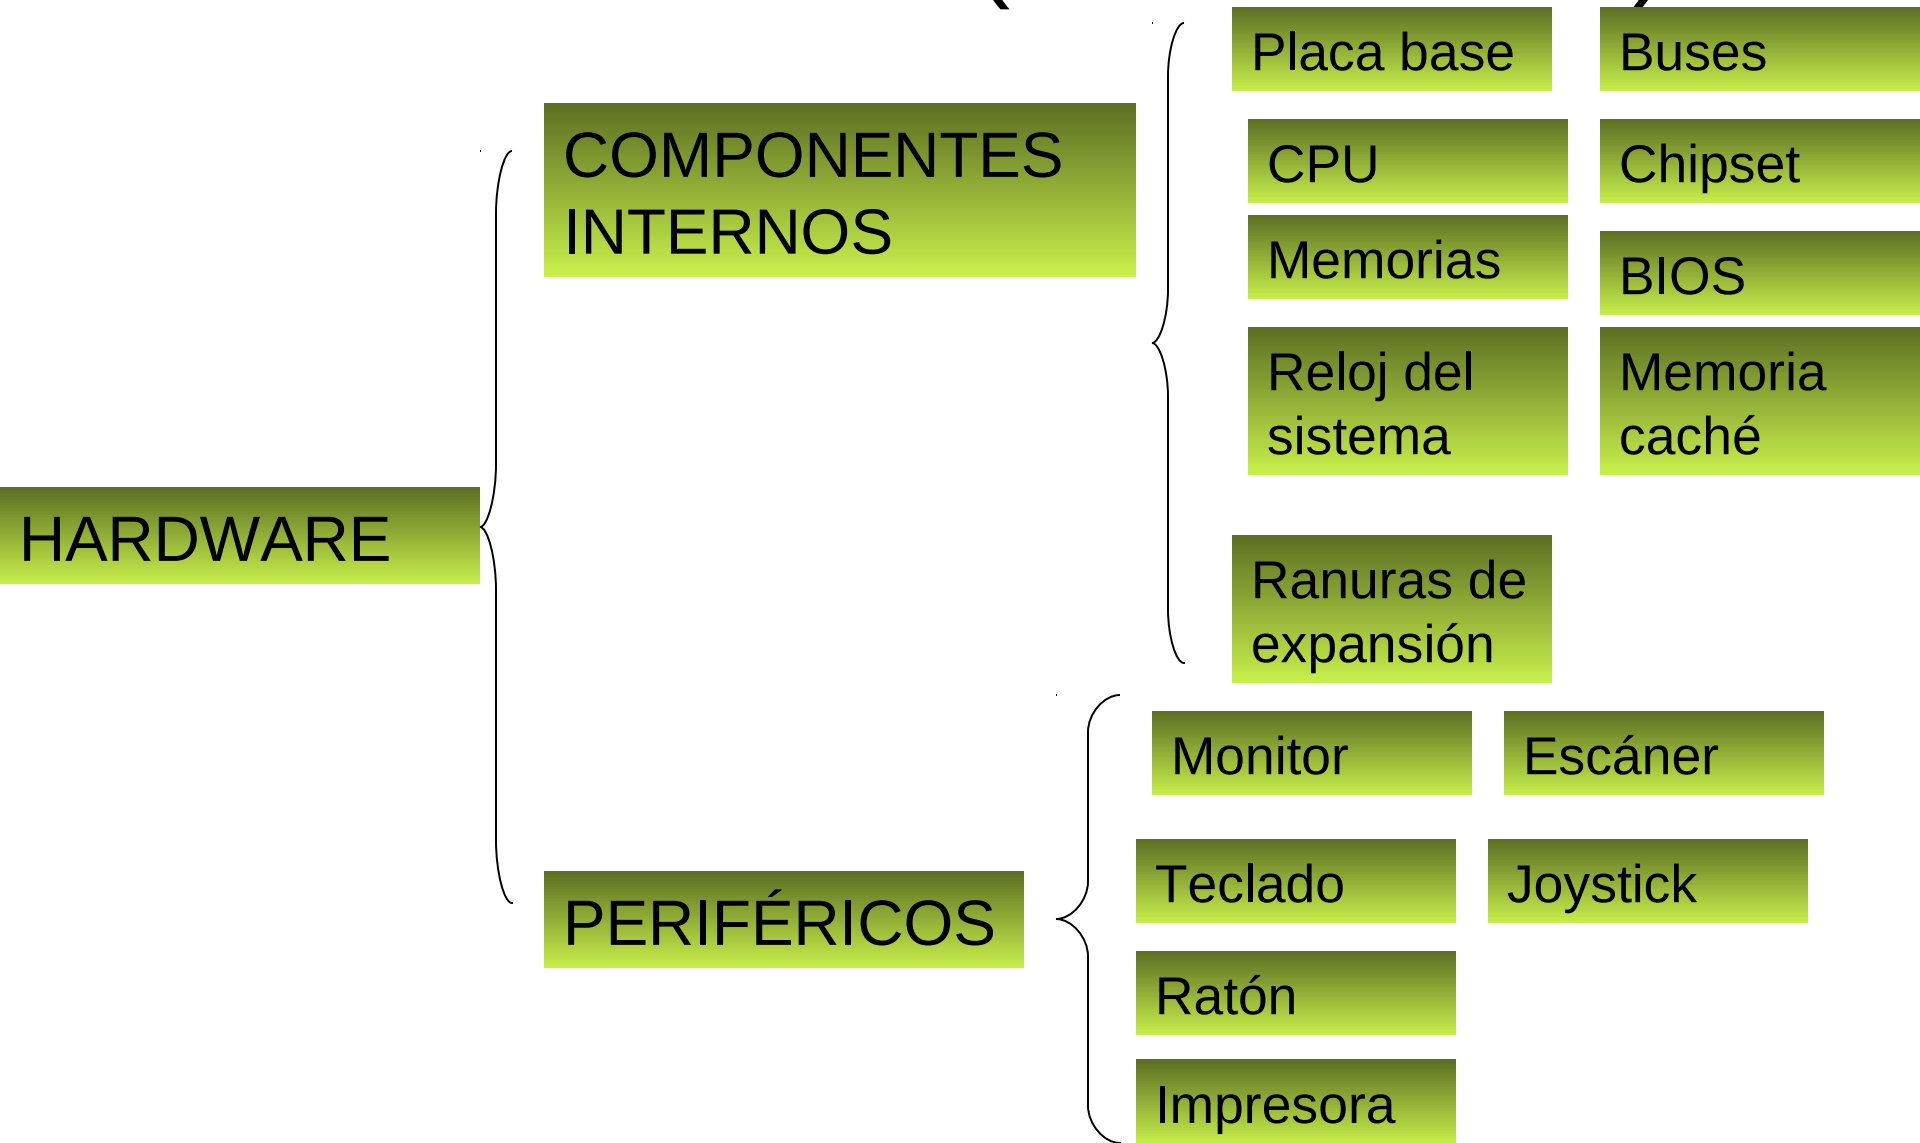 Placa base
Buses
COMPONENTES
INTERNOS
CPU
Chipset
Memorias
BIOS
Reloj del
sistema
Memoria
caché
HARDWARE
Ranuras de
expansión
Monitor
Escáner
PERIFÉRICOS
Teclado
Joystick
Ratón
Impresora